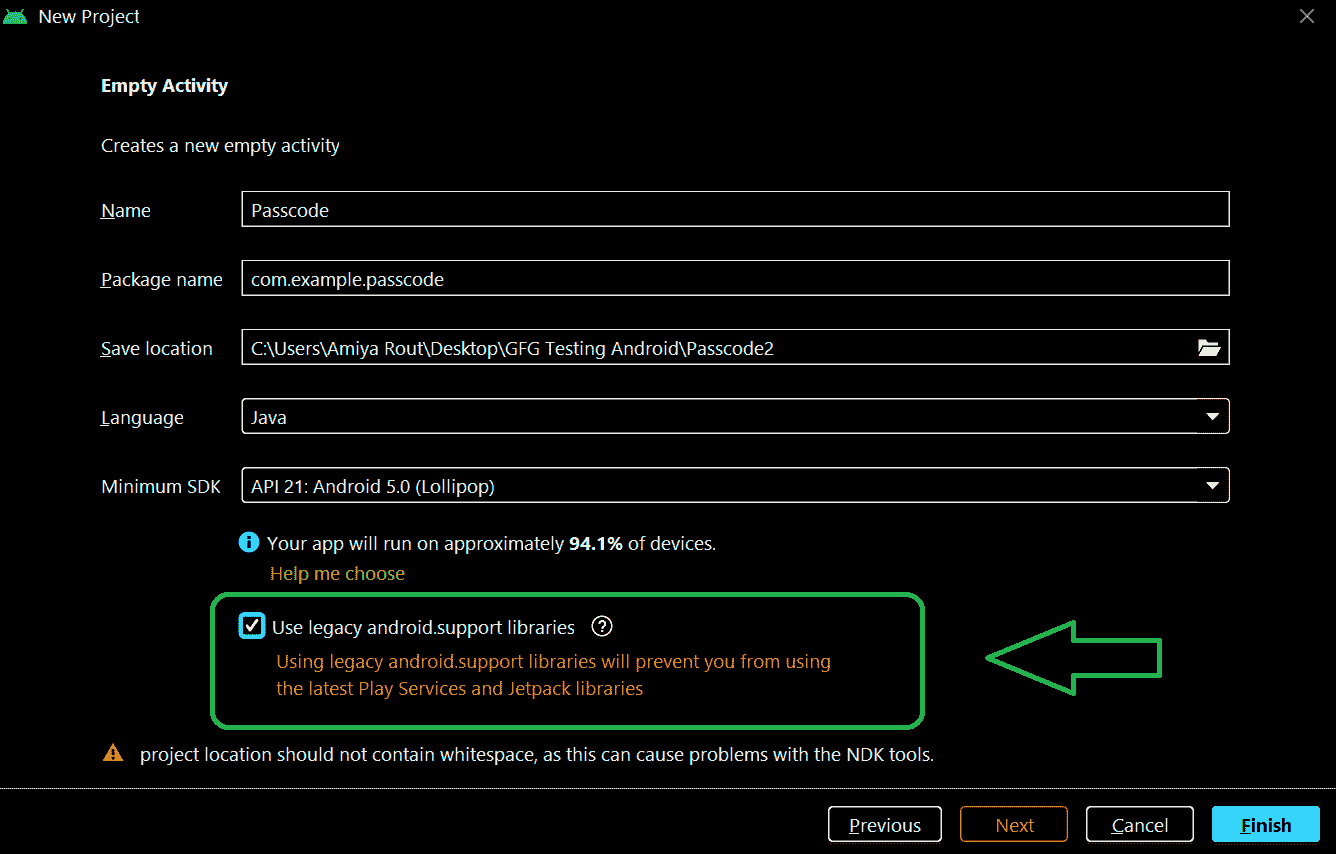 New Project
Empty Activity
Creates a new empty activity
Name Passcode
Package name com.example.passcode
Save location C:\Users\Amiya Rout\Desktop\GFG Testing Android\Passcode2
Language Java
Minimum SDK API 21: Android 5.0 (Lollipop)
i Your app will run on approximately 94.1% of devices.
Help me choose
Use legacy android.support libraries ?
Using legacy android.support libraries will prevent you from using
the latest Play Services and Jetpack libraries
project location should not contain whitespace, as this can cause problems with the NDK tools.
Previous Next Cancel Finish